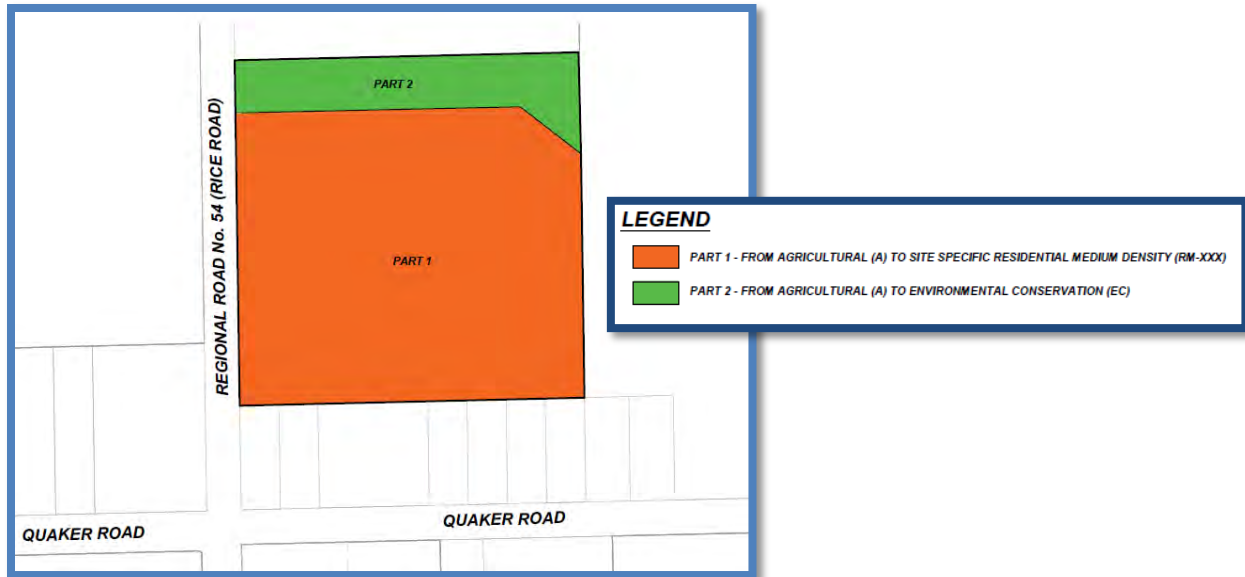 PART 2
REGIONAL ROAD No. 54 (RICE ROAD)
PART 1
LEGEND
PART 1 - FROM AGRICULTURAL (A) TO SITE SPECIFIC RESIDENTIAL MEDIUM DENSITY (RM-XXX)
PART 2 - FROM AGRICULTURAL (A) TO ENVIRONMENTAL CONSERVATION (EC)
QUAKER ROAD
QUAKER ROAD